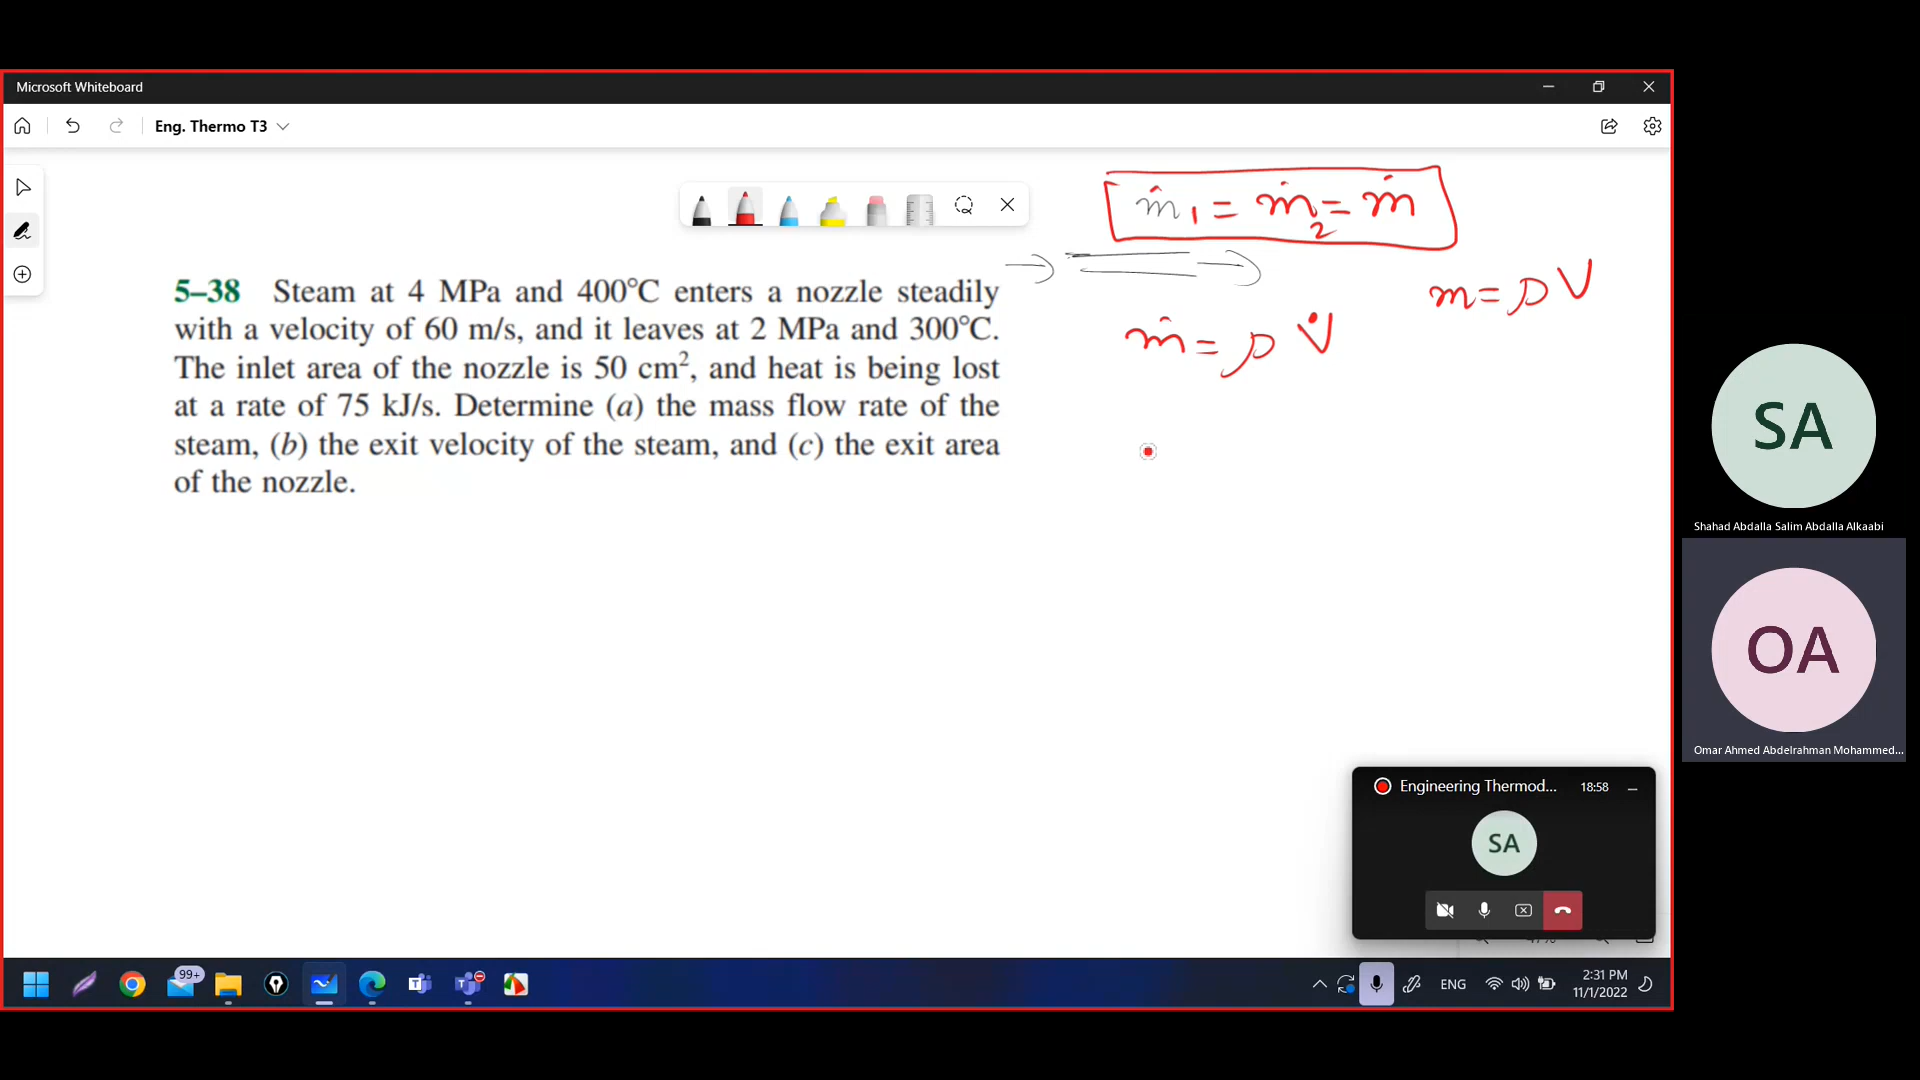 Microsoft Whiteboard
Eng. Thermo T3
ṁ1 = ṁ2 = ṁ
5–38 Steam at 4 MPa and 400°C enters a nozzle steadily
with a velocity of 60 m/s, and it leaves at 2 MPa and 300°C.
The inlet area of the nozzle is 50 cm², and heat is being lost
at a rate of 75 kJ/s. Determine (a) the mass flow rate of the
steam, (b) the exit velocity of the steam, and (c) the exit area
of the nozzle.
m = ρ V
ṁ = ρ V̇
SA
Shahad Abdalla Salim Abdalla Alkaabi
OA
Omar Ahmed Abdelrahman Mohammed...
Engineering Thermod... 18:58
SA
99+
ENG
2:31 PM
11/1/2022